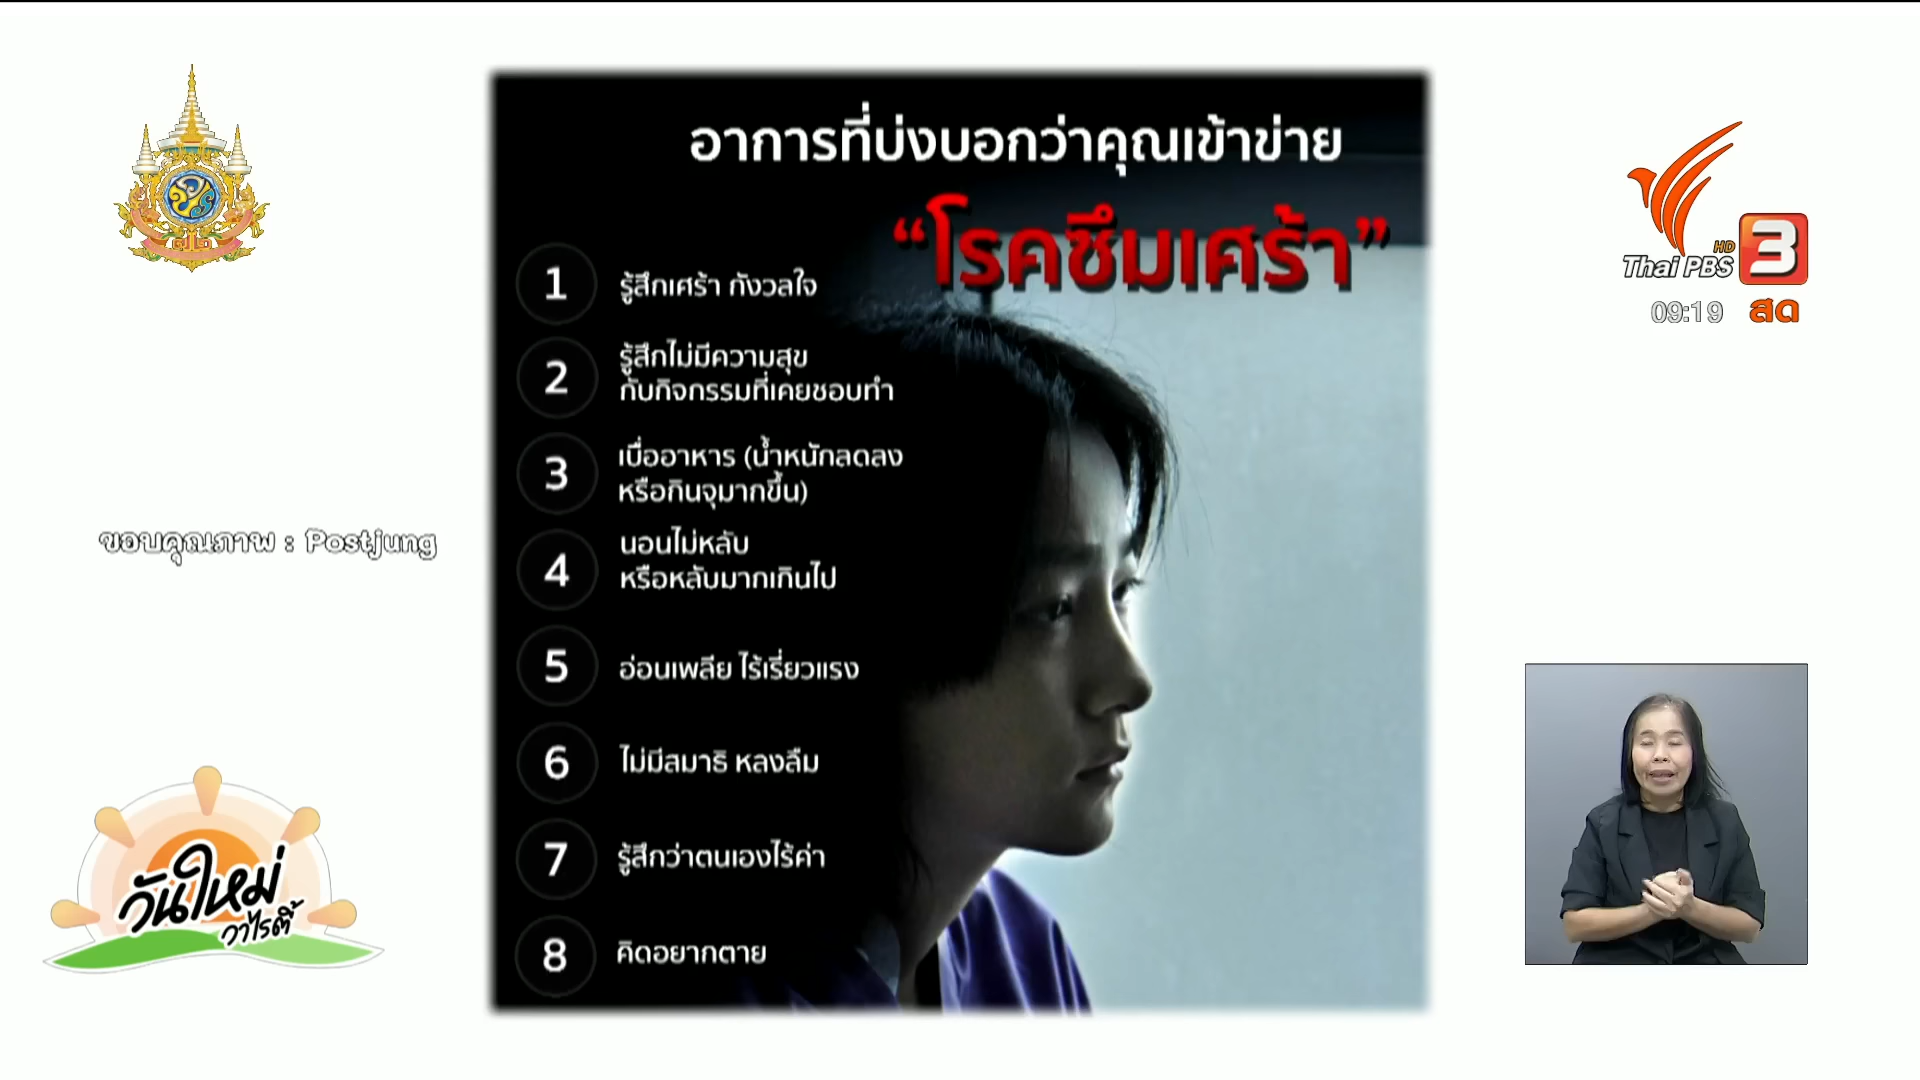 อาการที่บ่งบอกว่าคุณเข้าข่าย
“โรคซึมเศร้า”
1 รู้สึกเศร้า กังวลใจ
2 รู้สึกไม่มีความสุข
กับกิจกรรมที่เคยชอบทำ
3 เบื่ออาหาร (น้ำหนักลดลง
หรือกินจุมากขึ้น)
4 นอนไม่หลับ
หรือหลับมากเกินไป
5 อ่อนเพลีย ไร้เรี่ยวแรง
6 ไม่มีสมาธิ หลงลืม
7 รู้สึกว่าตนเองไร้ค่า
8 คิดอยากตาย
ขอบคุณภาพ : Postjung
วันใหม่
วาไรตี้
Thai PBS HD 3
09:19 สด
๗๒